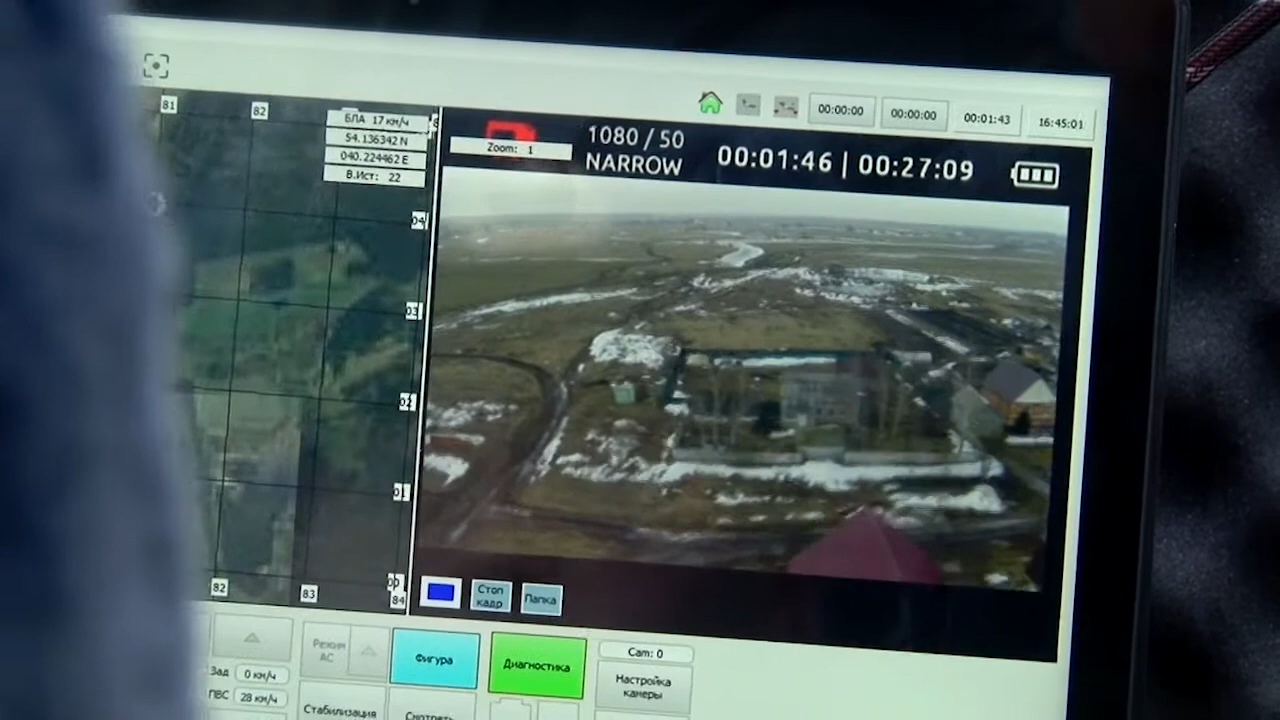 81
82
БЛА 17 км/ч
54.136342 N
040.224462 E
В.Ист: 22
04
03
02
01
00
82
83
84
00:00:00
00:00:00
00:01:43
16:45:01
Zoom: 1
1080 / 50
NARROW
00:01:46 | 00:27:09
Стоп
кадр
Папка
Режим
АС
Фигура
Диагностика
Cam: 0
Настройка
камеры
Зад 0 км/ч
ПВС 28 км/ч
Стабилизация
Смотреть